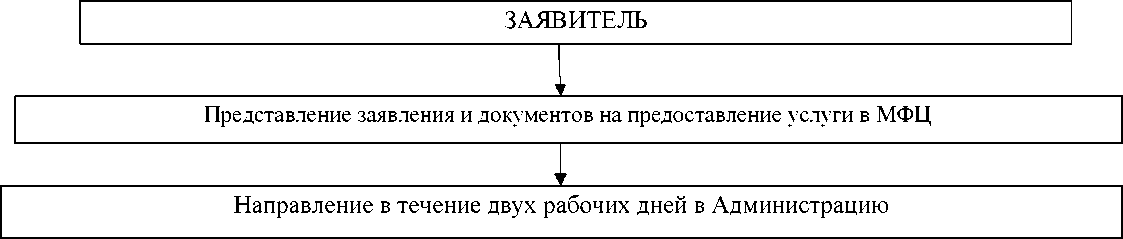 ЗАЯВИТЕЛЬ
Представление заявления и документов на предоставление услуги в МФЦ
Направление в течение двух рабочих дней в Администрацию